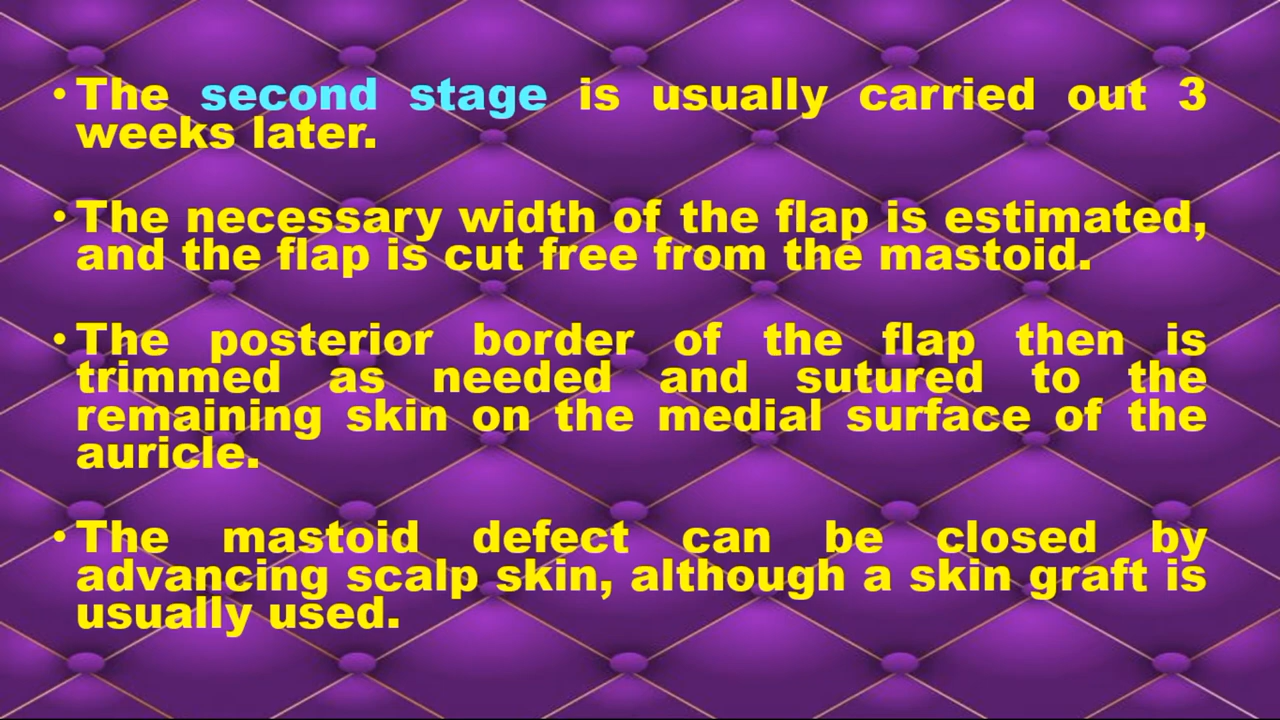 • The second stage is usually carried out 3
weeks later.
• The necessary width of the flap is estimated,
and the flap is cut free from the mastoid.
• The posterior border of the flap then is
trimmed as needed and sutured to the
remaining skin on the medial surface of the
auricle.
• The mastoid defect can be closed by
advancing scalp skin, although a skin graft is
usually used.